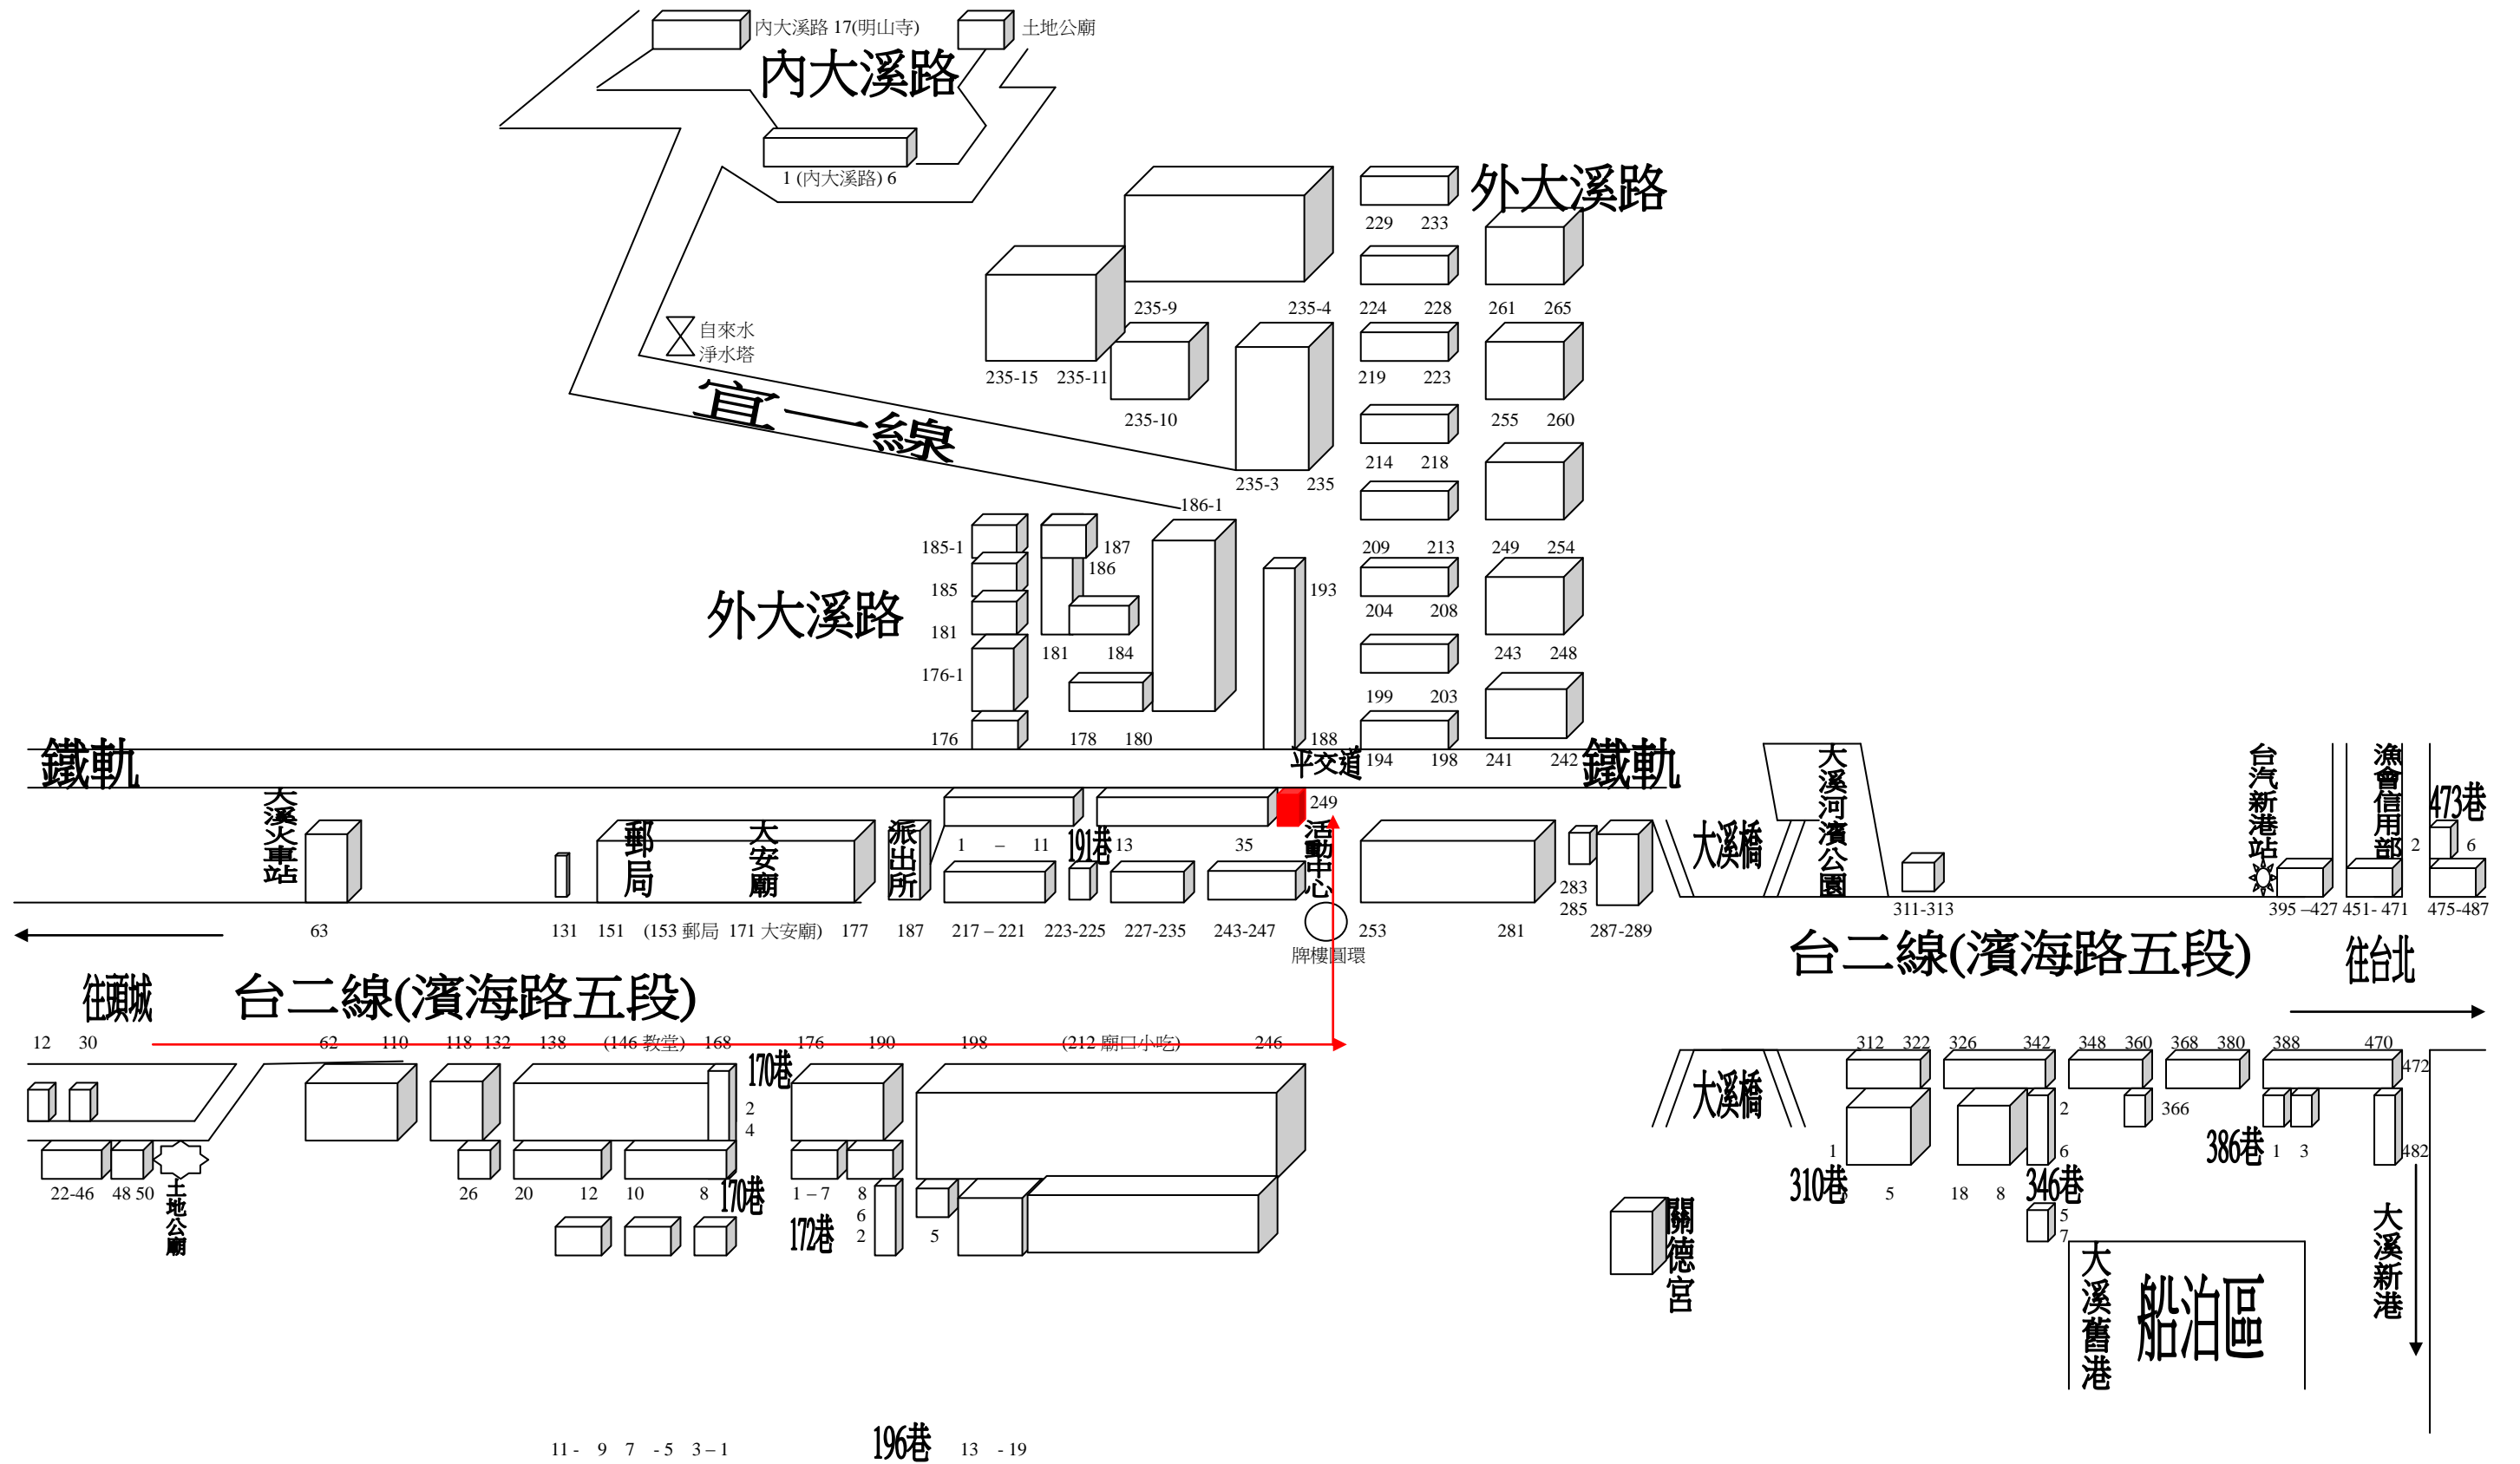 內大溪路 17(明山寺)
土地公廟
內大溪路
1 (內大溪路) 6
外大溪路
229 233
235-9 235-4 224 228 261 265
自來水
淨水塔
235-15 235-11 219 223
宜一線
235-10 255 260
214 218
235-3 235
186-1
185-1 187 209 213 249 254
186
185 193
204 208
外大溪路
181
181 184 243 248
176-1
199 203
176 178 180 188
194 198 241 242
鐵軌
平交道
鐵軌
大溪河濱公園
台汽新港站
漁會信用部
473巷
2 6
大溪火車站
郵局
大安廟
派出所
1 – 11
191巷
13 35
249
活動中心
283
285
大溪橋
311-313
395 –427 451- 471 475-487
63 131 151 (153 郵局 171 大安廟) 177 187 217 – 221 223-225 227-235 243-247 253 281 287-289
牌樓圓環
往頭城
台二線(濱海路五段)
台二線(濱海路五段)
往台北
12 30 62 110 118 132 138 (146 教堂) 168 176 190 198 (212 廟口小吃) 246
312 322 326 342 348 360 368 380 388 470
472
170巷
2
4
大溪橋
2
366
1
6
386巷
1 3
482
22-46 48 50
土地公廟
26 20 12 10 8
170巷
1 – 7 8
6
2
172巷
5
310巷
5 18 8
346巷
5
7
關德宮
大溪舊港
船泊區
大溪新港
11 - 9 7 - 5 3 – 1
196巷
13 - 19